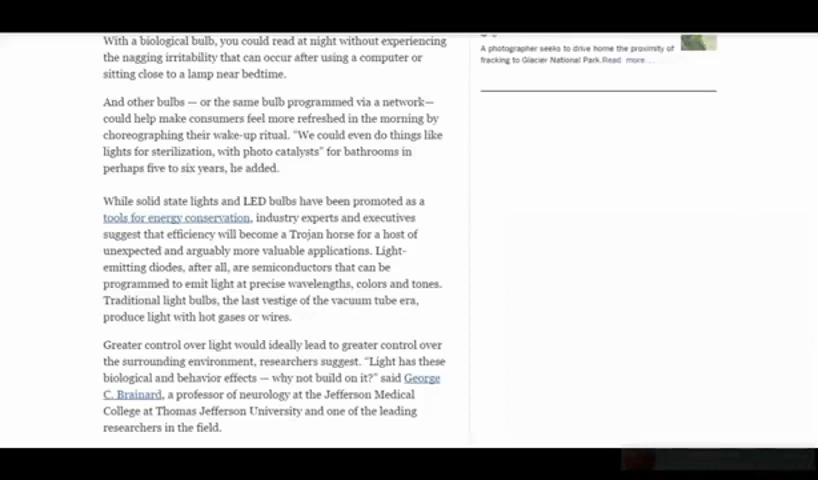 With a biological bulb, you could read at night without experiencing
the nagging irritability that can occur after using a computer or
sitting close to a lamp near bedtime.
And other bulbs — or the same bulb programmed via a network—
could help make consumers feel more refreshed in the morning by
choreographing their wake-up ritual. “We could even do things like
lights for sterilization, with photo catalysts” for bathrooms in
perhaps five to six years, he added.
While solid state lights and LED bulbs have been promoted as a
tools for energy conservation, industry experts and executives
suggest that efficiency will become a Trojan horse for a host of
unexpected and arguably more valuable applications. Light-
emitting diodes, after all, are semiconductors that can be
programmed to emit light at precise wavelengths, colors and tones.
Traditional light bulbs, the last vestige of the vacuum tube era,
produce light with hot gases or wires.
Greater control over light would ideally lead to greater control over
the surrounding environment, researchers suggest. “Light has these
biological and behavior effects — why not build on it?” said George
C. Brainard, a professor of neurology at the Jefferson Medical
College at Thomas Jefferson University and one of the leading
researchers in the field.
A photographer seeks to drive home the proximity of
fracking to Glacier National Park.Read more…